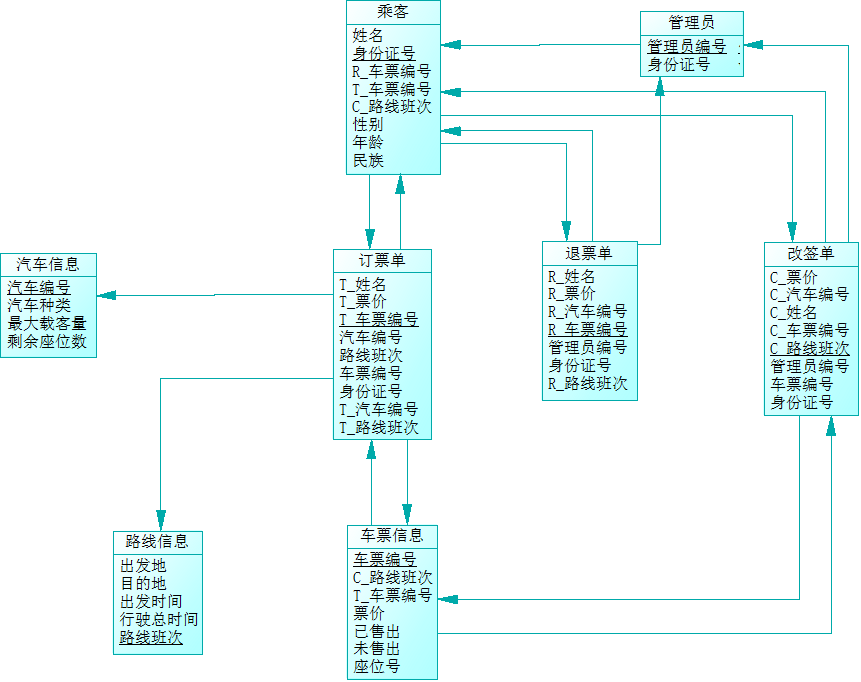 乘客
姓名
身份证号
R_车票编号
T_车票编号
C_路线班次
性别
年龄
民族
管理员
管理员编号
身份证号
汽车信息
汽车编号
汽车种类
最大载客量
剩余座位数
订票单
T_姓名
T_票价
T_车票编号
汽车编号
路线班次
车票编号
身份证号
T_汽车编号
T_路线班次
退票单
R_姓名
R_票价
R_汽车编号
R_车票编号
管理员编号
身份证号
R_路线班次
改签单
C_票价
C_汽车编号
C_姓名
C_车票编号
C_路线班次
管理员编号
车票编号
身份证号
路线信息
出发地
目的地
出发时间
行驶总时间
路线班次
车票信息
车票编号
C_路线班次
T_车票编号
票价
已售出
未售出
座位号